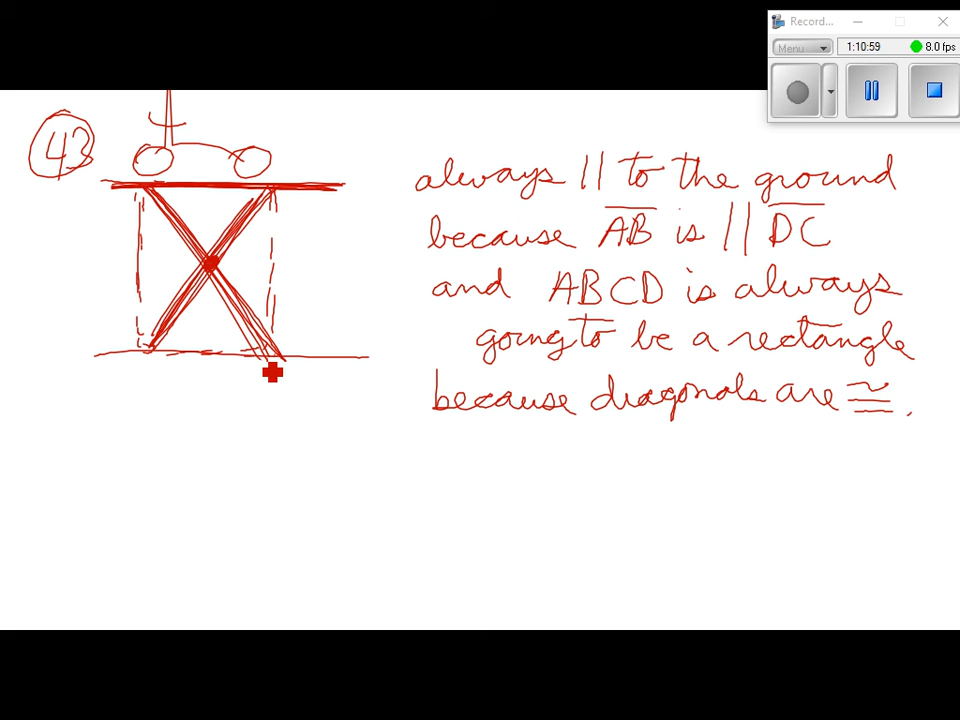 Record...
Menu
1:10:59
8.0 fps
43
always || to the ground
because AB is || DC
and ABCD is always
going to be a rectangle
because diagonals are ≅.